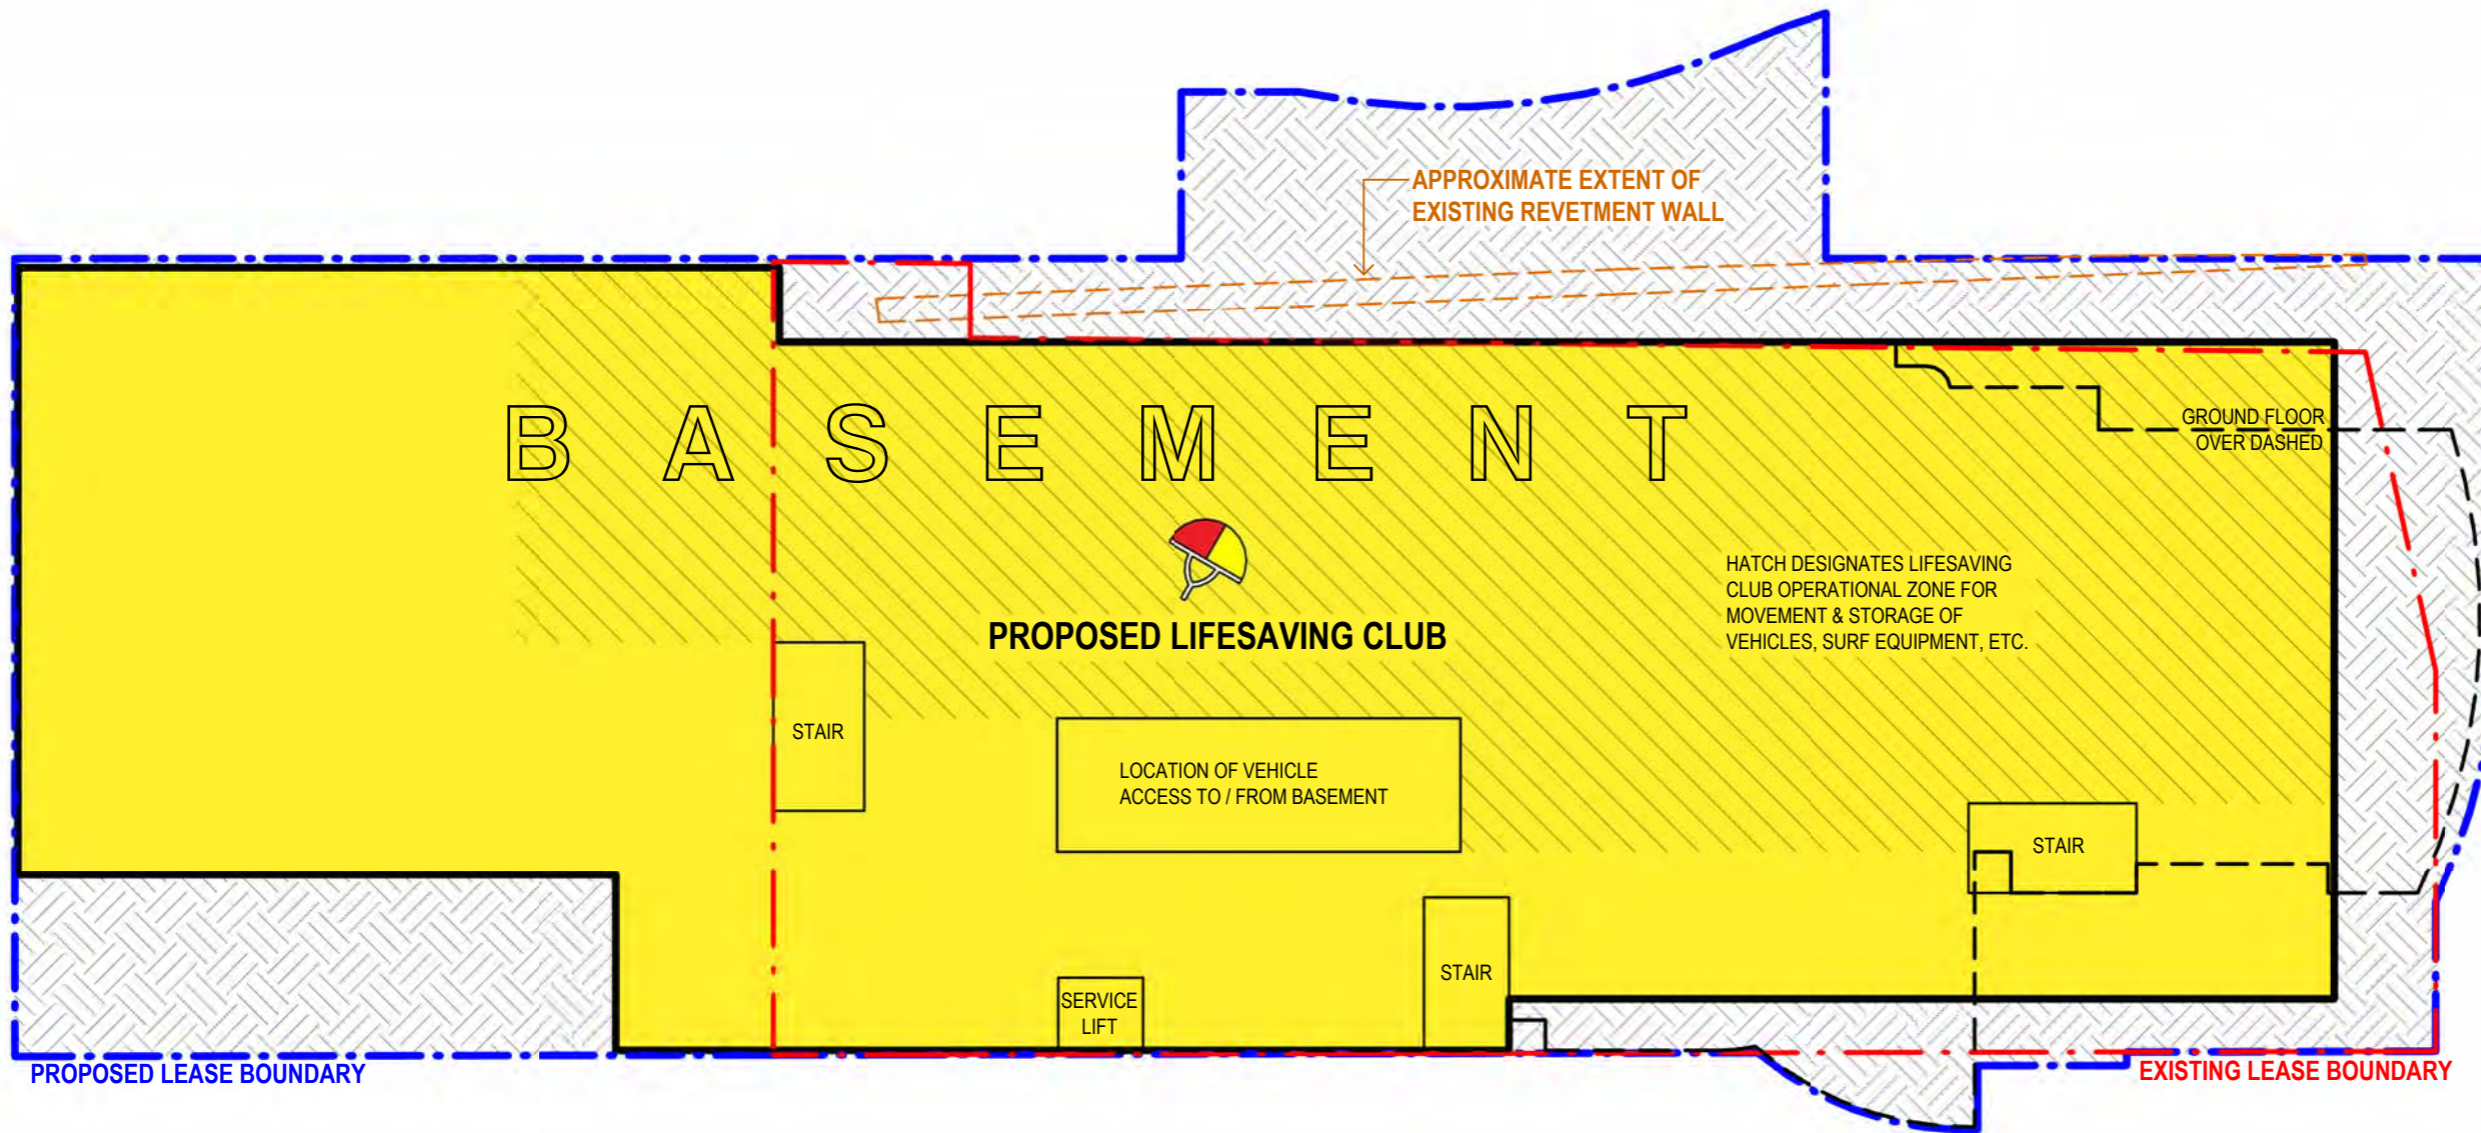 APPROXIMATE EXTENT OF
EXISTING REVETMENT WALL
BASEMENT
GROUND FLOOR
OVER DASHED
HATCH DESIGNATES LIFESAVING
CLUB OPERATIONAL ZONE FOR
MOVEMENT & STORAGE OF
VEHICLES, SURF EQUIPMENT, ETC.
PROPOSED LIFESAVING CLUB
STAIR
LOCATION OF VEHICLE
ACCESS TO / FROM BASEMENT
STAIR
STAIR
SERVICE
LIFT
PROPOSED LEASE BOUNDARY
EXISTING LEASE BOUNDARY